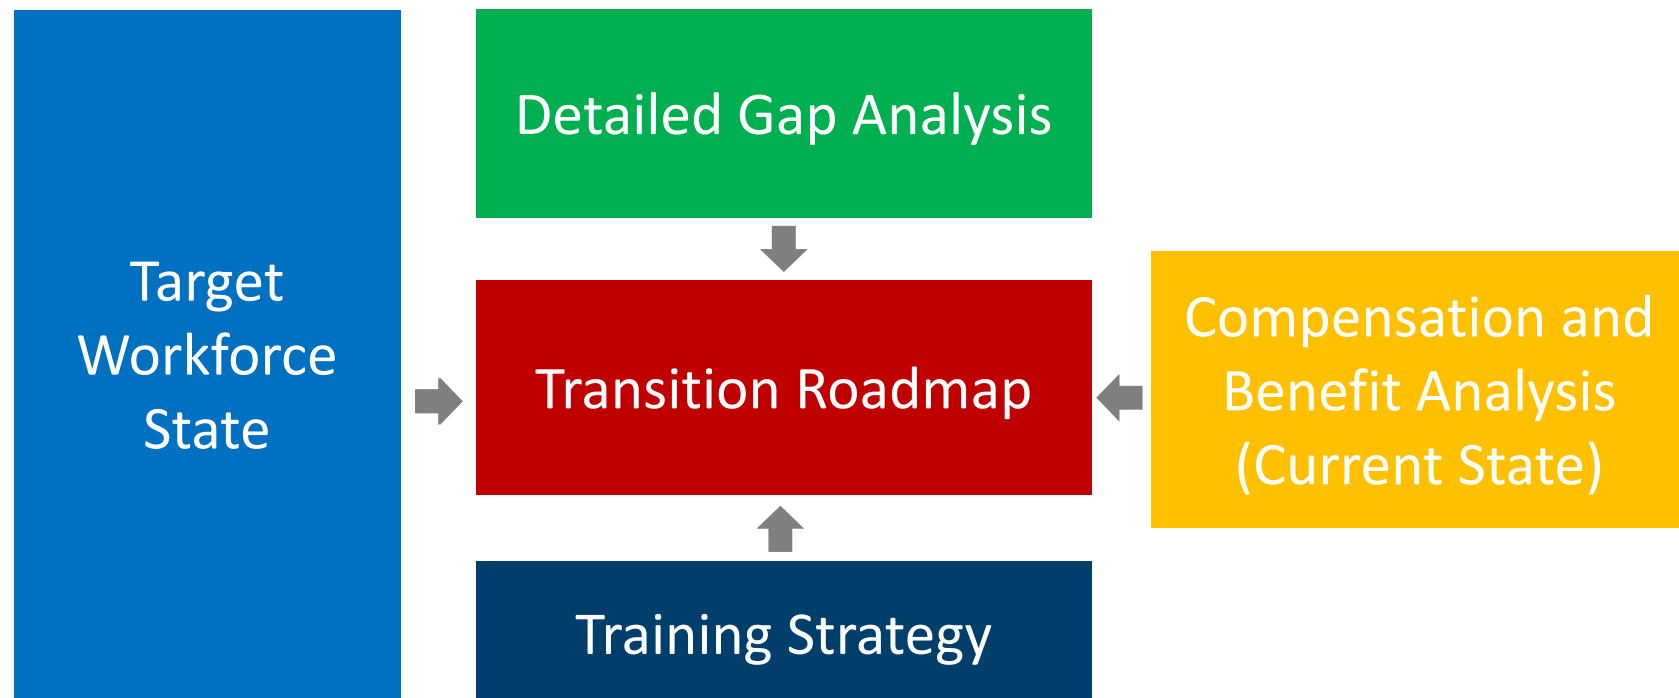 Target
Workforce
State
Detailed Gap Analysis
Transition Roadmap
Training Strategy
Compensation and
Benefit Analysis
(Current State)